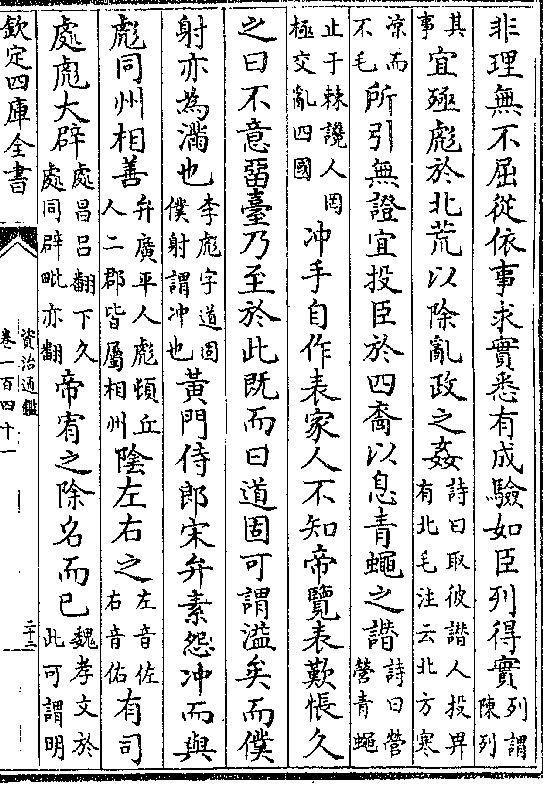 非理無不屈從依事求實悉有成驗如臣列得實列謂陳列
其事宜殛彪於北荒以除亂政之姦詩曰取彼譖人投畀有北毛注云北方寒
涼而不毛所引無證宜投臣於四裔以息青蠅之譖詩曰營營青蠅
止于棘讒人罔極交亂四國冲手自作表家人不知帝覽表歎悵久
之曰不意留臺乃至於此既而曰道固可謂溢矣而僕
射亦為滿也李彪字道固僕射謂冲也黃門侍郎宋弁素怨冲而與
彪同州相善弁廣平人彪頓丘人二郡皆屬相州陰左右之左音佐右音佑有司
處彪大辟處昌呂翻下久處同辟毗亦翻帝宥之除名而已魏孝文於此可謂明
欽定四庫全書
資治通鑑
卷一百四十一
二十三